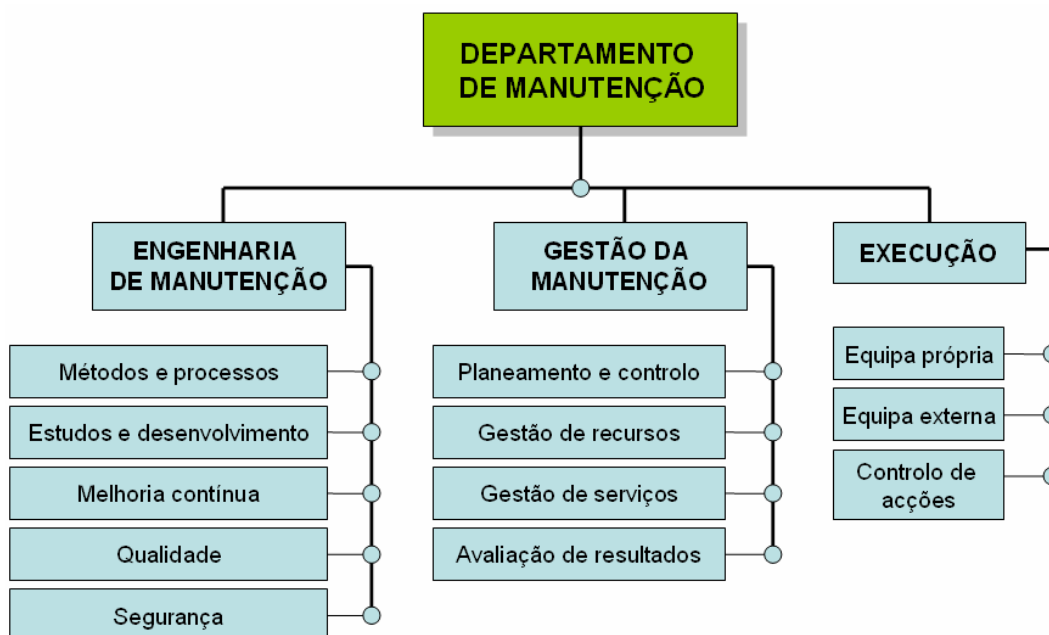 DEPARTAMENTO
DE MANUTENÇÃO
ENGENHARIA
DE MANUTENÇÃO
Métodos e processos
Estudos e desenvolvimento
Melhoria contínua
Qualidade
Segurança
GESTÃO DA
MANUTENÇÃO
Planeamento e controlo
Gestão de recursos
Gestão de serviços
Avaliação de resultados
EXECUÇÃO
Equipa própria
Equipa externa
Controlo de
acções